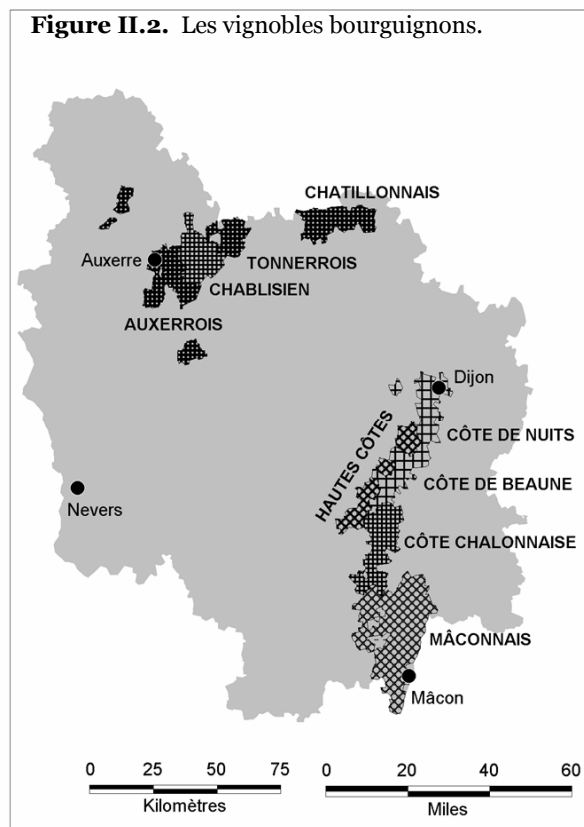 Figure II.2. Les vignobles bourguignons.
CHATILLONNAIS
Auxerre
TONNERROIS
CHABLISIEN
AUXERROIS
Dijon
HAUTES CÔTES
CÔTE DE NUITS
CÔTE DE BEAUNE
Nevers
CÔTE CHALONNAISE
MÂCONNAIS
Mâcon
0 25 50 75
Kilomètres
0 20 40 60
Miles